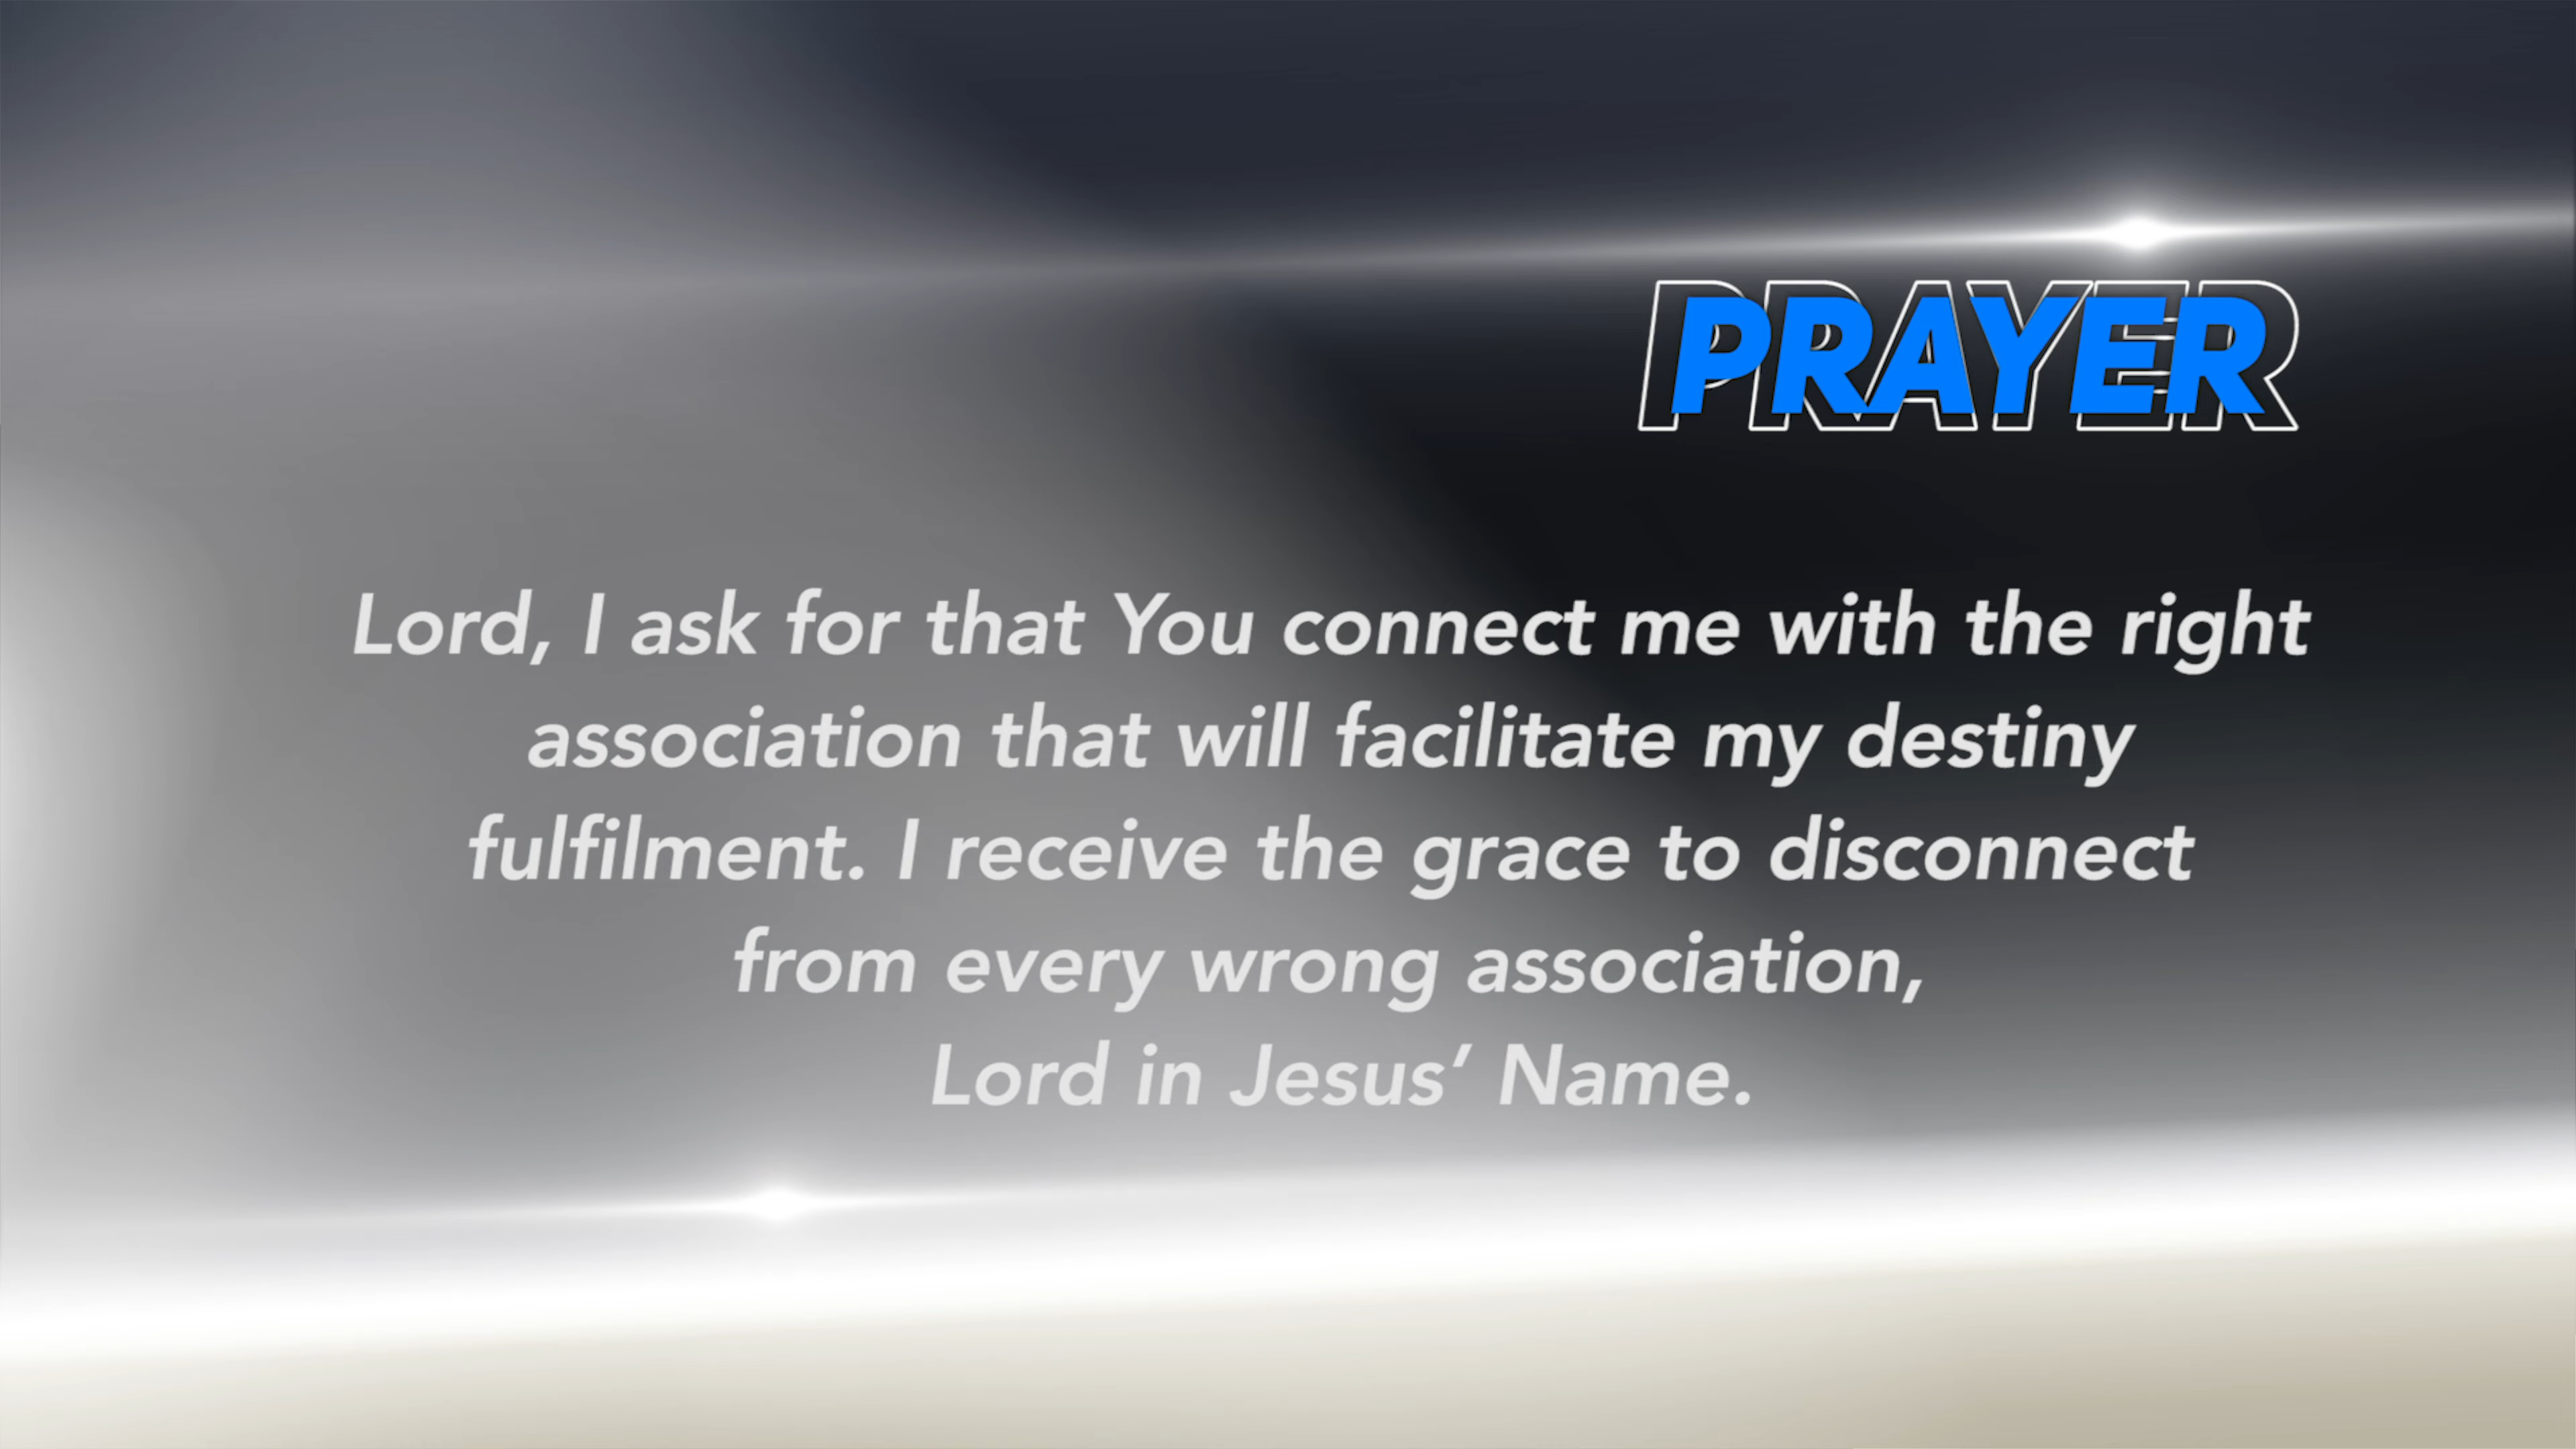 PRAYER
Lord, I ask for that You connect me with the right
association that will facilitate my destiny
fulfilment. I receive the grace to disconnect
from every wrong association,
Lord in Jesus’ Name.